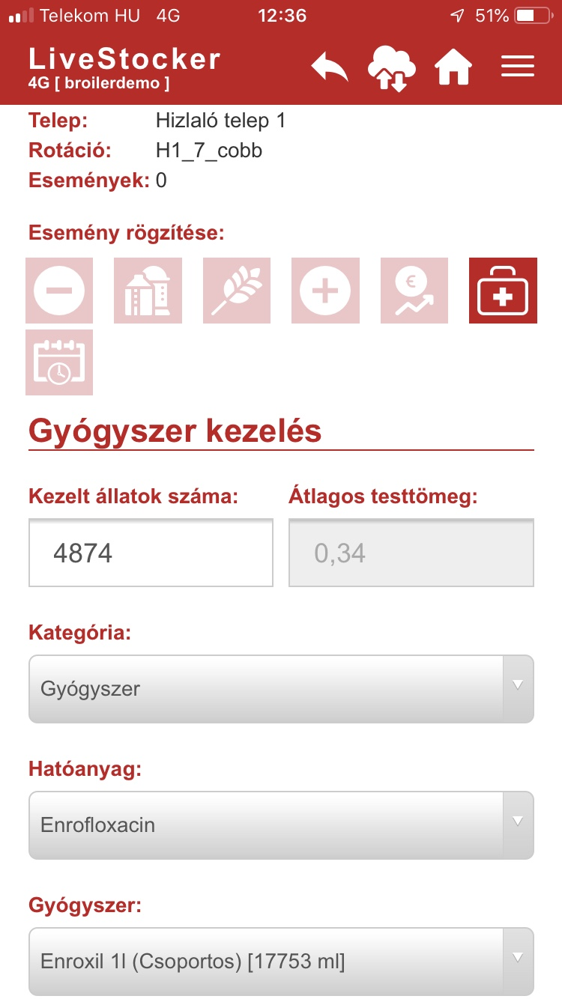 Telekom HU 4G 12:36 51%
LiveStocker
4G [ broilerdemo ]
Telep: Hizlaló telep 1
Rotáció: H1_7_cobb
Események: 0
Esemény rögzítése:
€
Gyógyszer kezelés
Kezelt állatok száma: Átlagos testtömeg:
4874 0,34
Kategória:
Gyógyszer
Hatóanyag:
Enrofloxacin
Gyógyszer:
Enroxil 1l (Csoportos) [17753 ml]